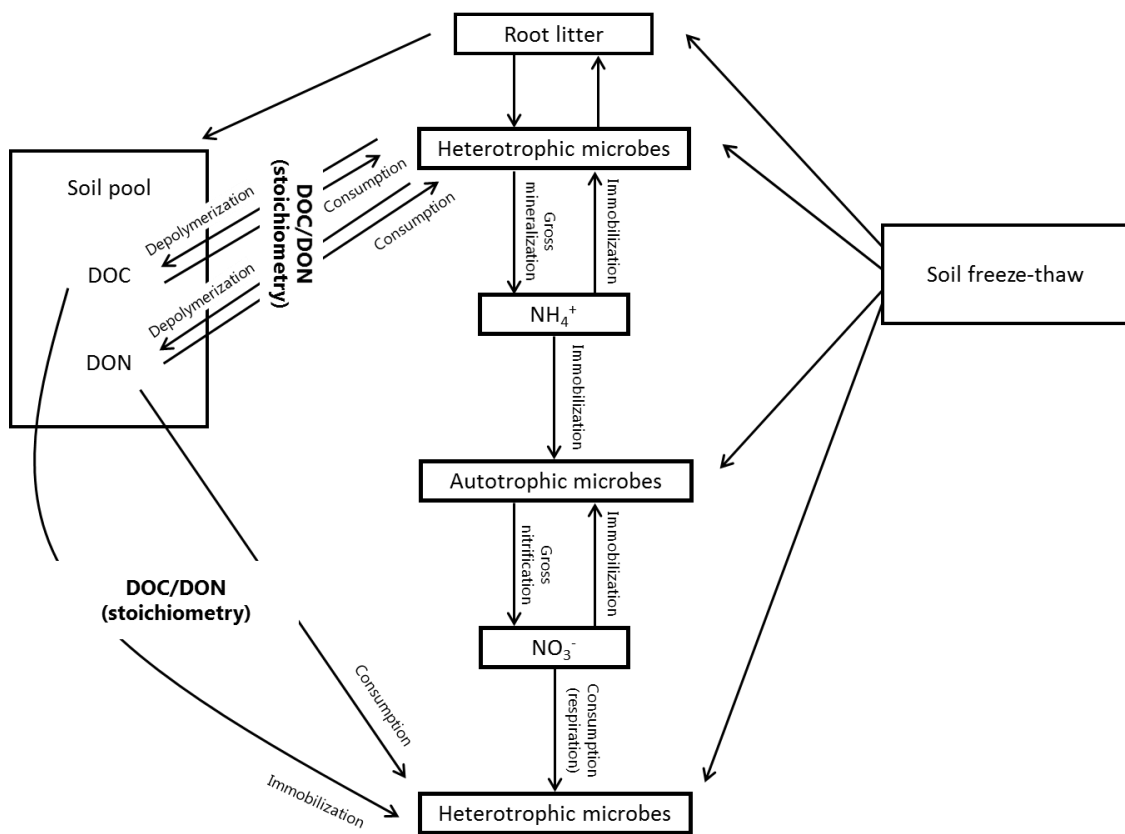 Root litter
Heterotrophic microbes
Soil pool
DOC
DON
Depolymerization
Consumption
Depolymerization
Consumption
DOC/DON
(stoichiometry)
Gross
mineralization
Immobilization
Soil freeze-thaw
NH₄⁺
Immobilization
Autotrophic microbes
Gross
nitrification
Immobilization
DOC/DON
(stoichiometry)
NO₃⁻
Consumption
Consumption
(respiration)
Immobilization
Heterotrophic microbes